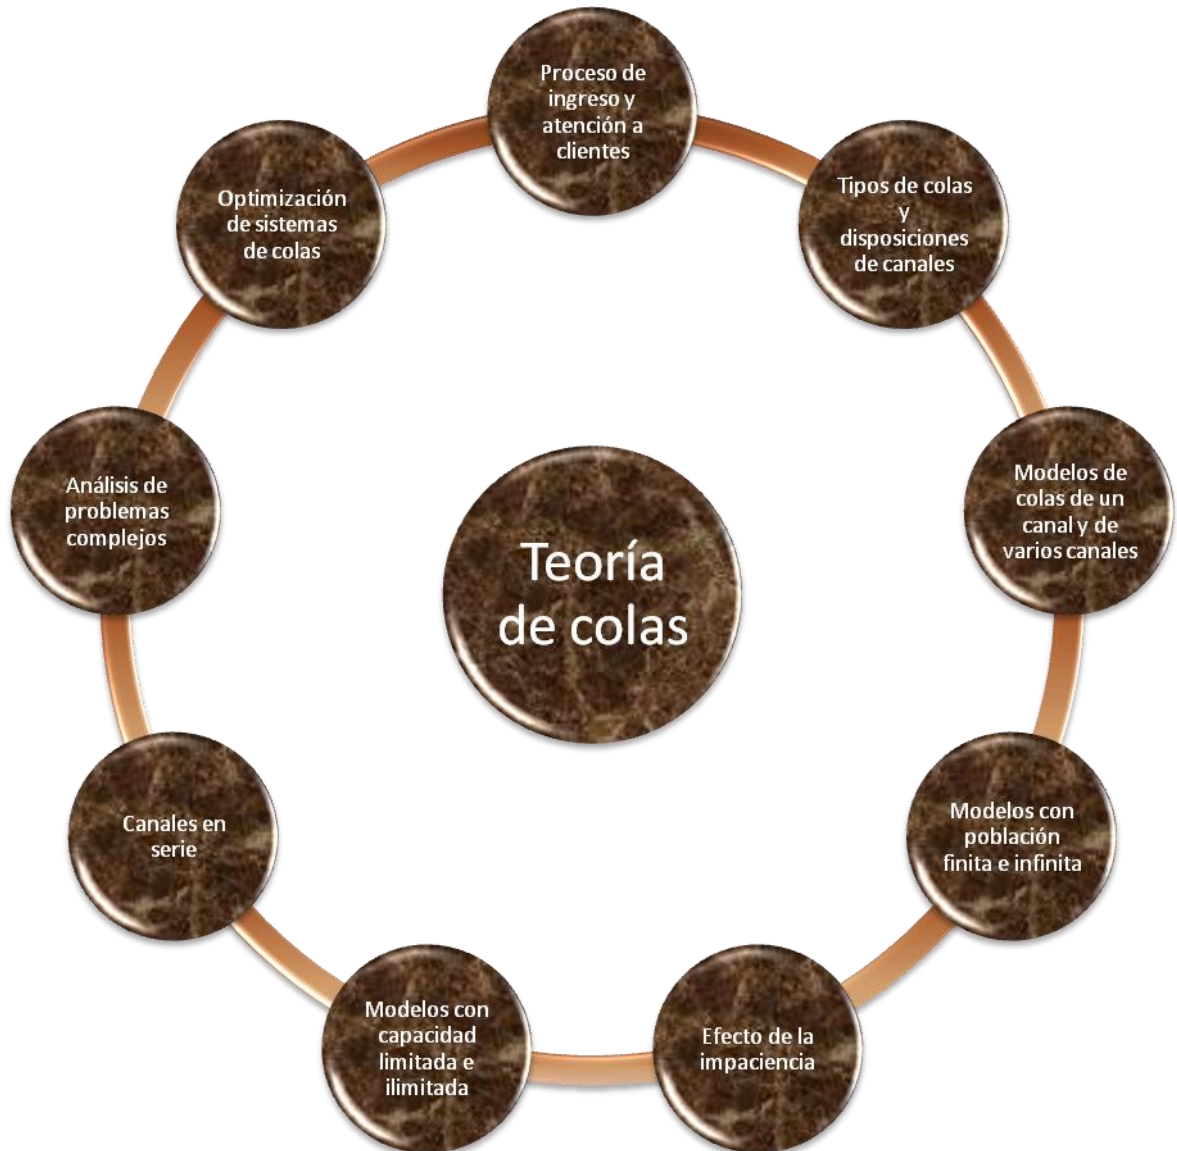 Proceso de
ingreso y
atención a
clientes
Tipos de colas
y
disposiciones
de canales
Modelos de
colas de un
canal y de
varios canales
Modelos con
población
finita e infinita
Efecto de la
impaciencia
Modelos con
capacidad
limitada e
ilimitada
Canales en
serie
Análisis de
problemas
complejos
Optimización
de sistemas
de colas
Teoría
de colas